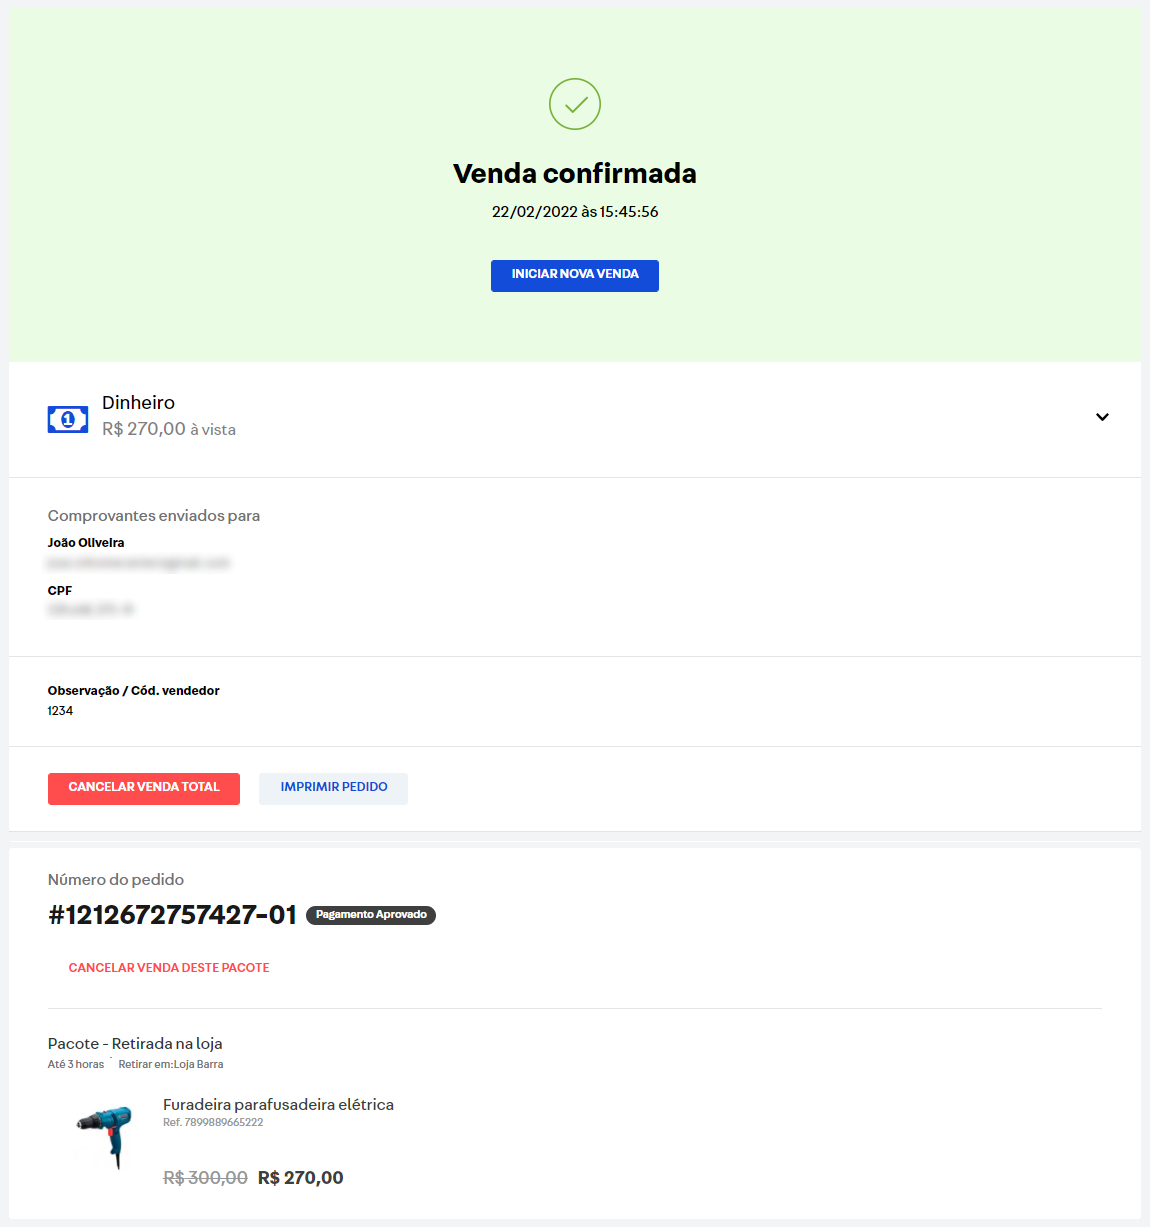 Venda confirmada
22/02/2022 às 15:45:56
INICIAR NOVA VENDA
1
Dinheiro
R$ 270,00 à vista
Comprovantes enviados para
João Oliveira
CPF
Observação / Cód. vendedor
1234
CANCELAR VENDA TOTAL IMPRIMIR PEDIDO
Número do pedido
#1212672757427-01 Pagamento Aprovado
CANCELAR VENDA DESTE PACOTE
Pacote - Retirada na loja
Até 3 horas · Retirar em:Loja Barra
Furadeira parafusadeira elétrica
Ref. 7899889665222
R$ 300,00 R$ 270,00